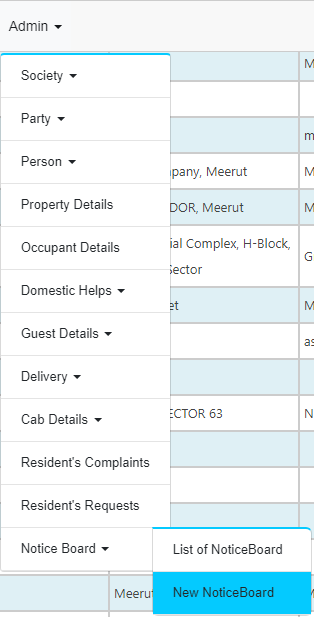 Admin
Society
M
Party
m
Person
pany, Meerut
M
Property Details
DOR, Meerut
M
Occupant Details
ial Complex, H-Block,
Sector
G
Domestic Helps
et
M
Guest Details
as
Delivery
Cab Details
ECTOR 63
N
Resident's Complaints
Resident's Requests
Notice Board
List of NoticeBoard
Meerut
New NoticeBoard